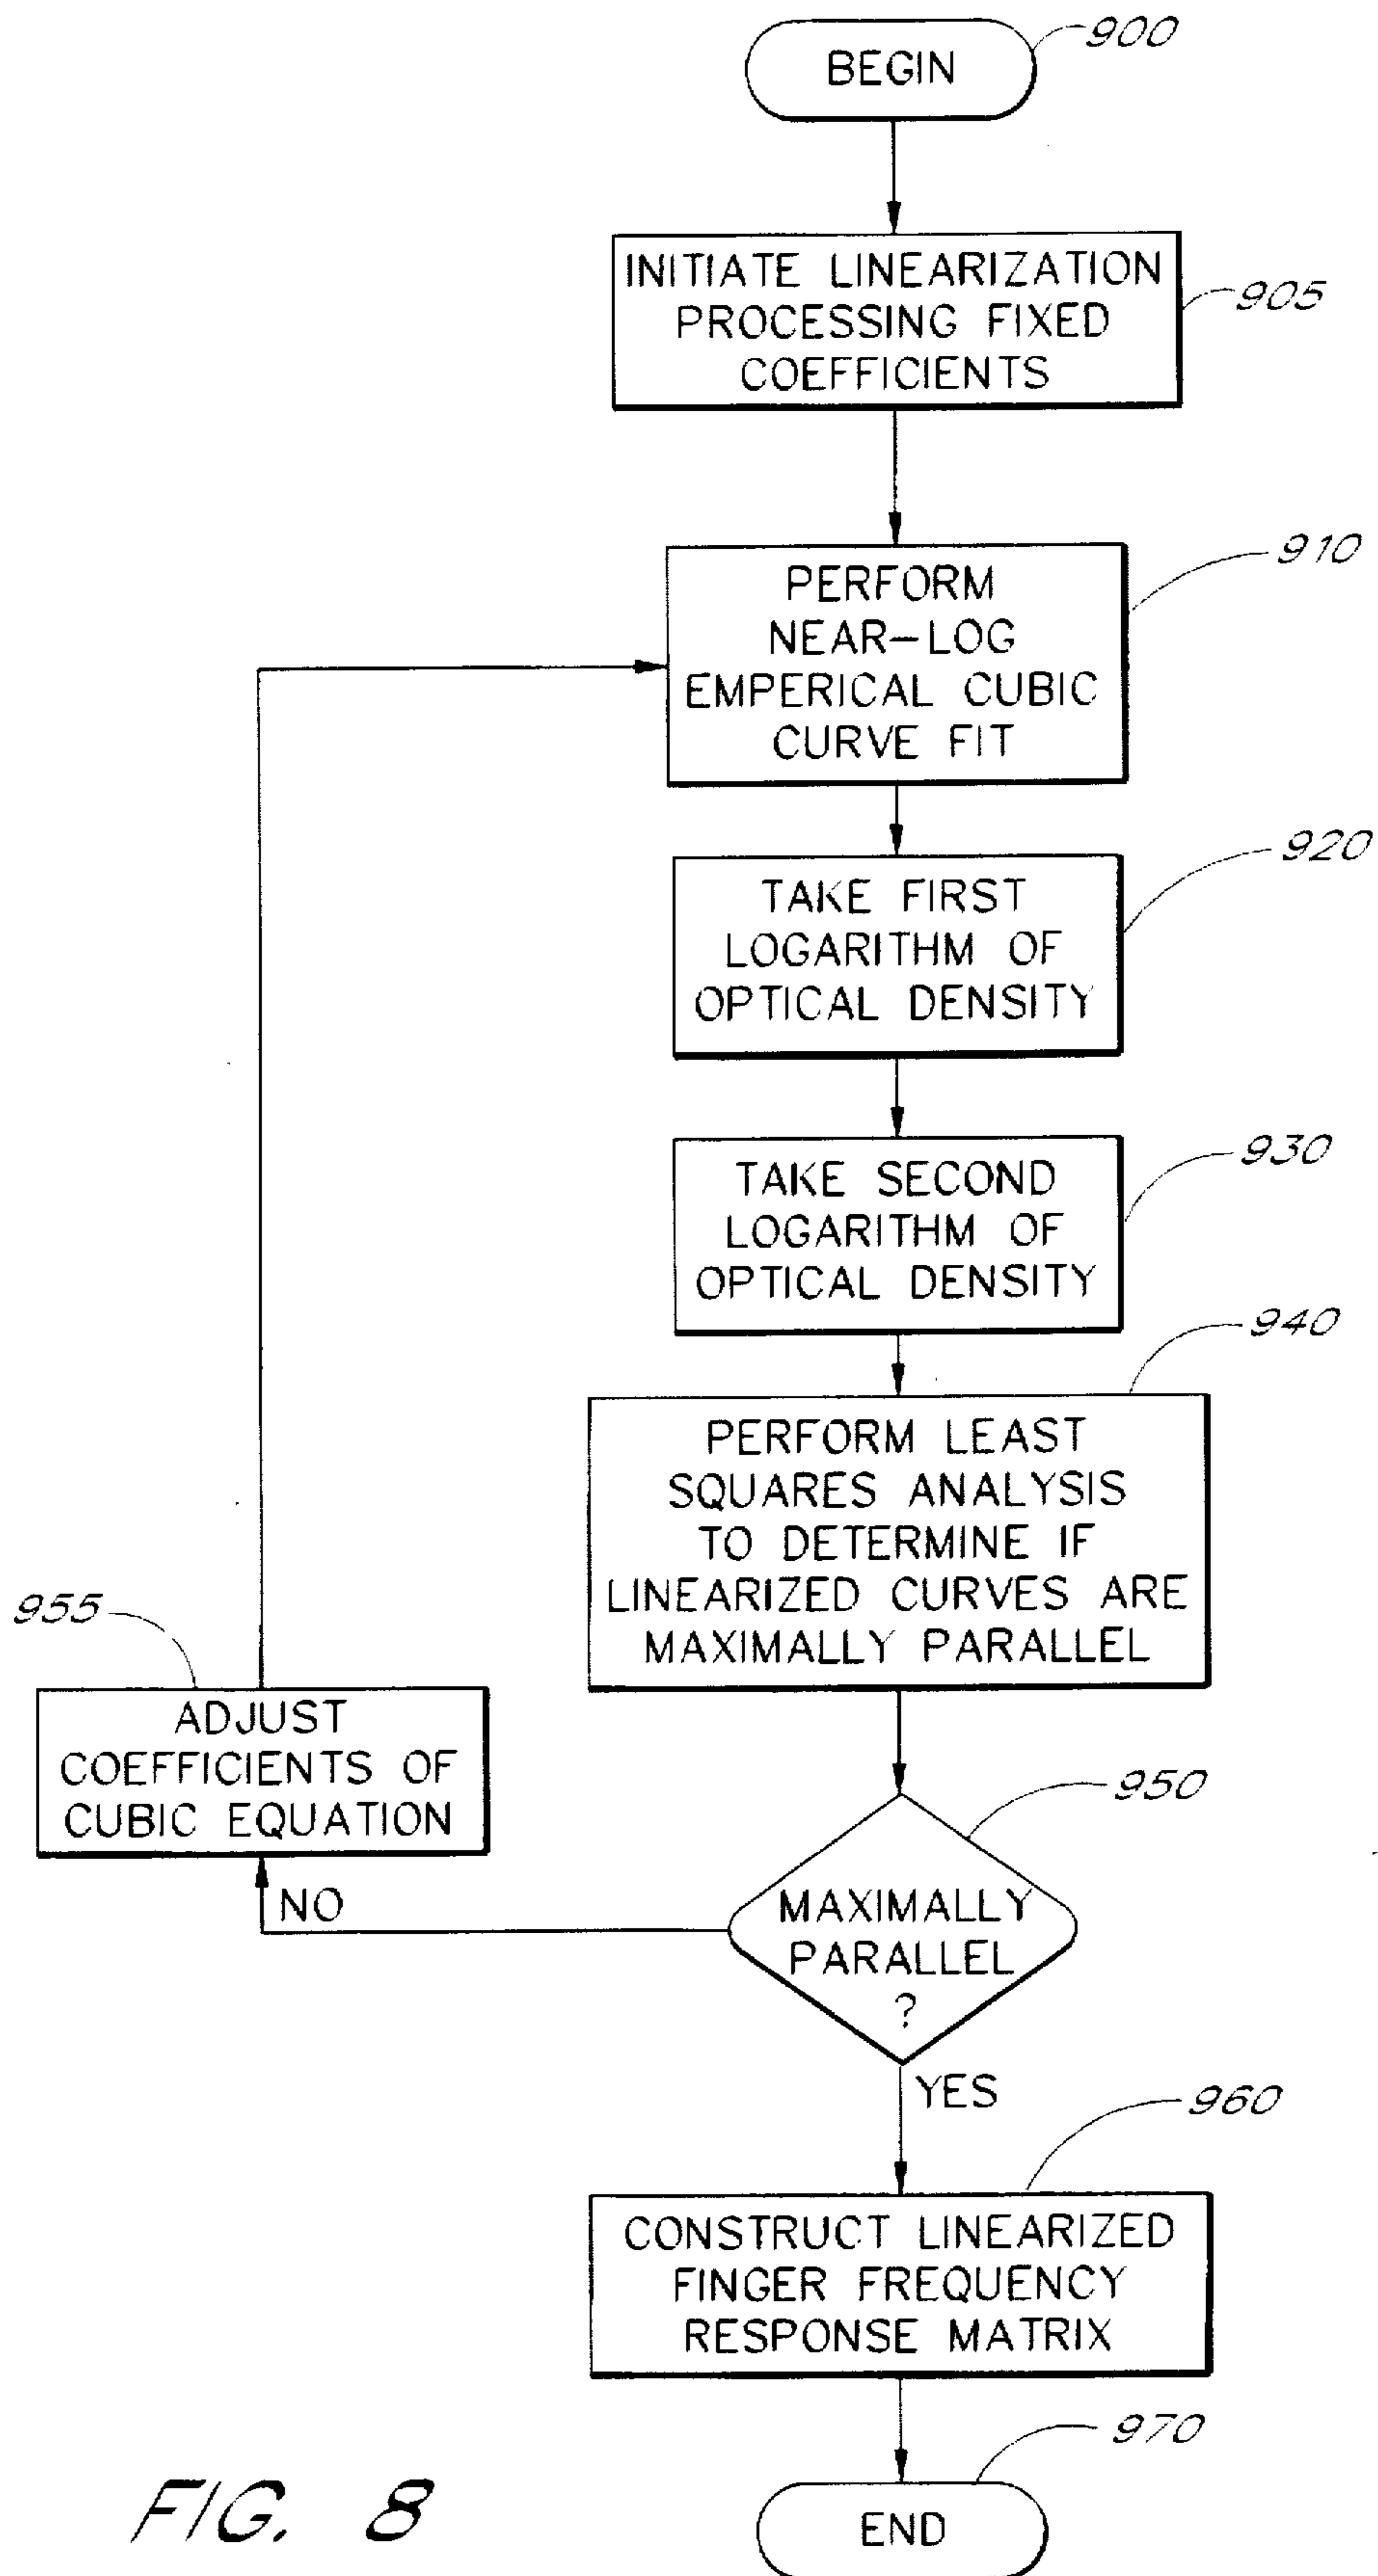 BEGIN
900
INITIATE LINEARIZATION
PROCESSING FIXED
COEFFICIENTS
905
PERFORM
NEAR-LOG
EMPERICAL CUBIC
CURVE FIT
910
TAKE FIRST
LOGARITHM OF
OPTICAL DENSITY
920
TAKE SECOND
LOGARITHM OF
OPTICAL DENSITY
930
PERFORM LEAST
SQUARES ANALYSIS
TO DETERMINE IF
LINEARIZED CURVES ARE
MAXIMALLY PARALLEL
940
955
ADJUST
COEFFICIENTS OF
CUBIC EQUATION
NO
950
MAXIMALLY
PARALLEL
?
YES
960
CONSTRUCT LINEARIZED
FINGER FREQUENCY
RESPONSE MATRIX
970
END
FIG. 8